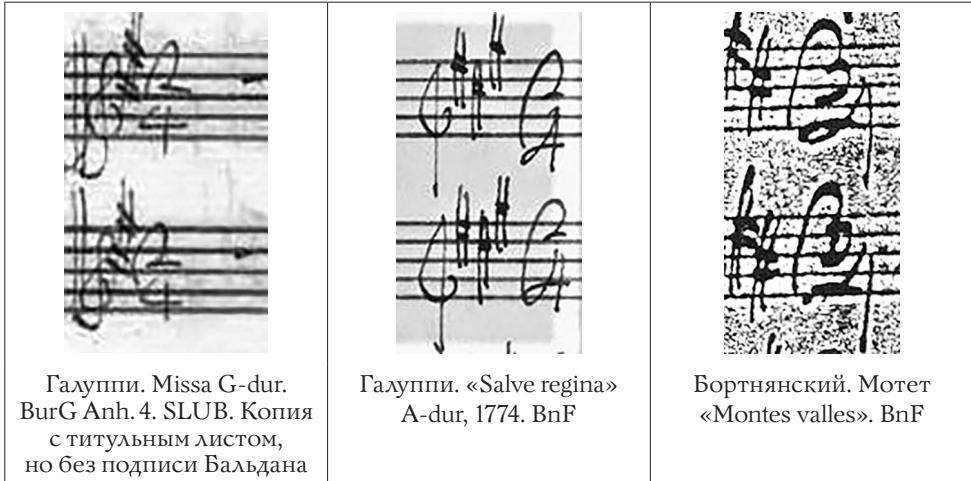 Галуппи. Missa G-dur.
BurG Anh. 4. SLUB. Копия
с титульным листом,
но без подписи Бальдана
Галуппи. «Salve regina»
A-dur, 1774. BnF
Бортнянский. Мотет
«Montes valles». BnF